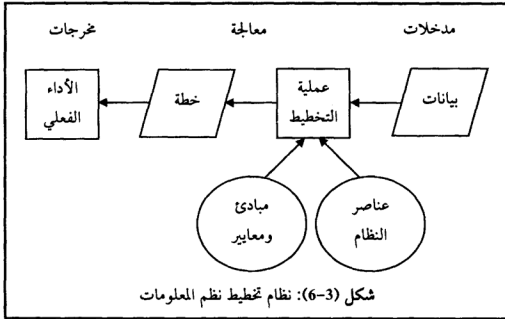 مدخلات معالجة مخرجات
بيانات
عملية
التخطيط
خطة
الأداء
الفعلي
عناصر
النظام
مبادئ
ومعايير
شكل (3-6): نظام تخطيط نظم المعلومات